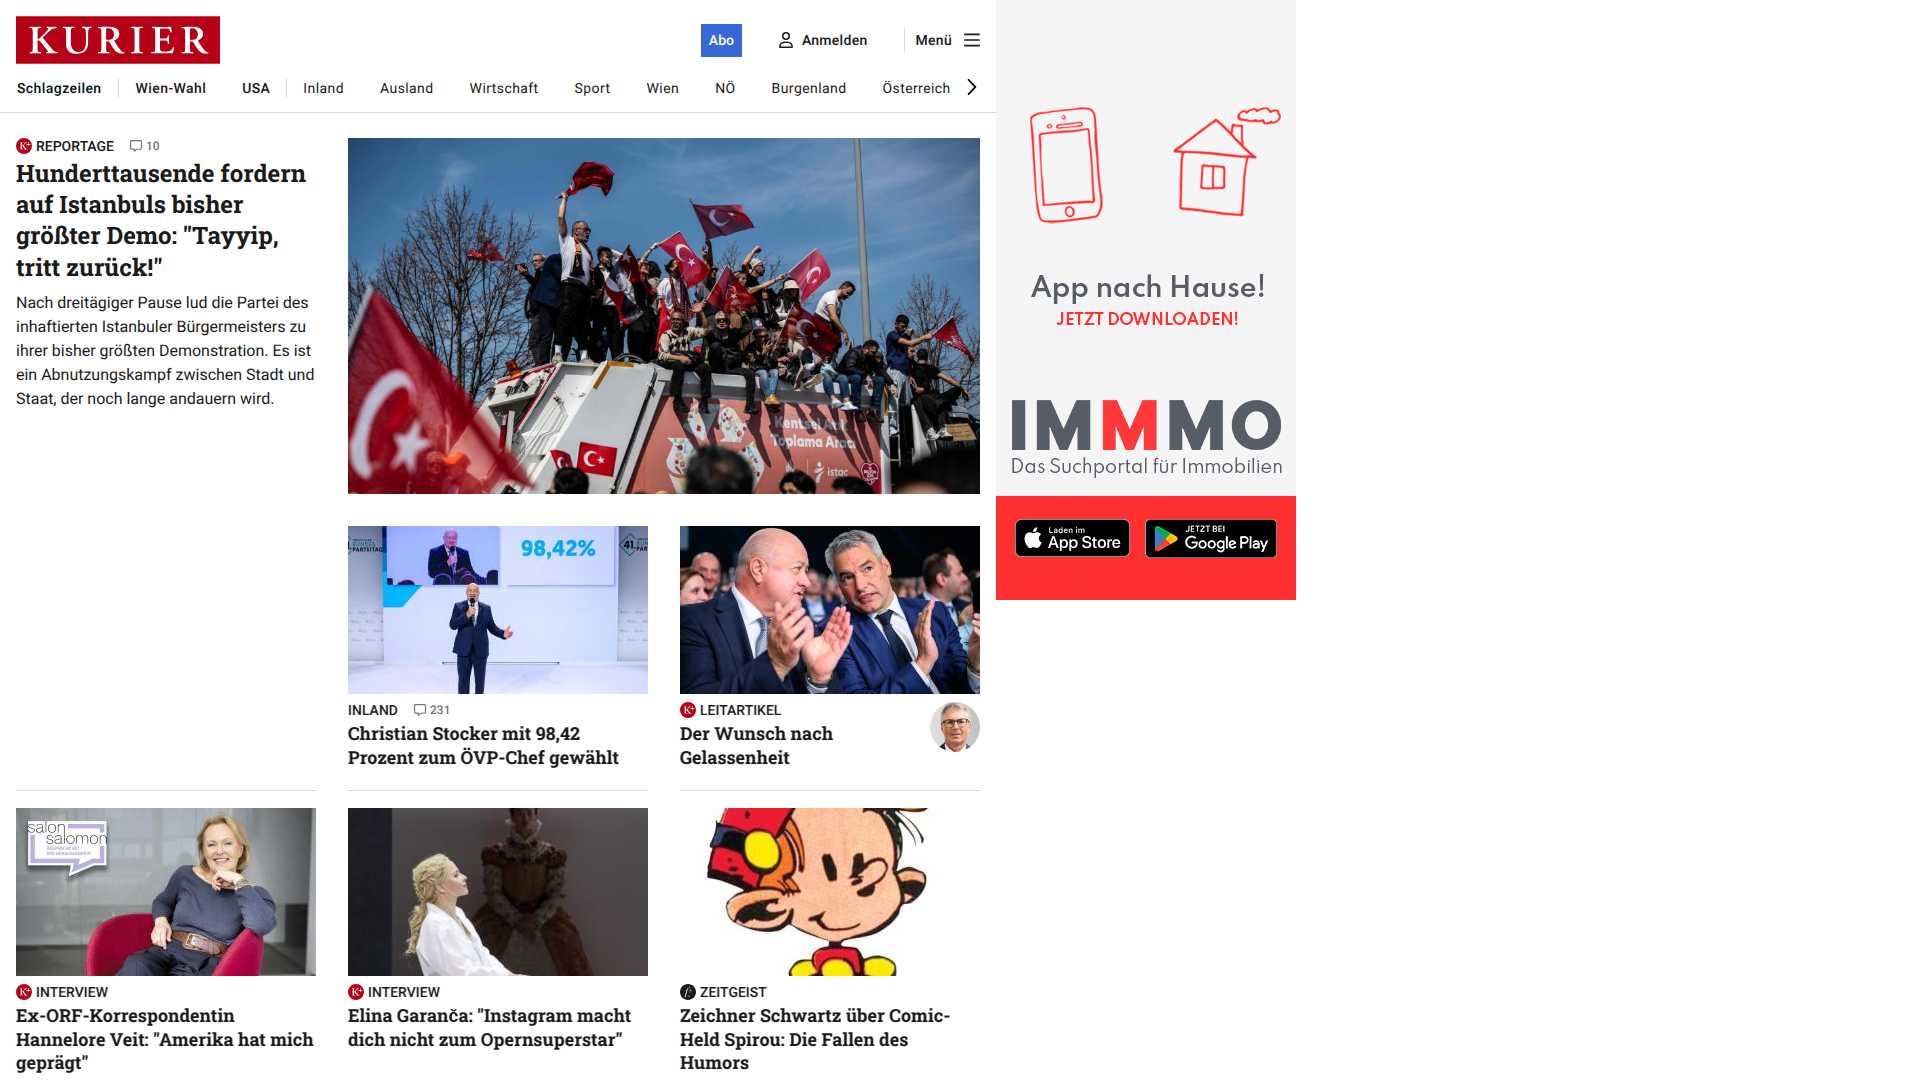 KURIER
Abo
Anmelden
Menü
Schlagzeilen
Wien-Wahl
USA
Inland
Ausland
Wirtschaft
Sport
Wien
NÖ
Burgenland
Österreich
REPORTAGE
10
Hunderttausende fordern
auf Istanbuls bisher
größter Demo: "Tayyip,
tritt zurück!"
Nach dreitägiger Pause lud die Partei des
inhaftierten Istanbuler Bürgermeisters zu
ihrer bisher größten Demonstration. Es ist
ein Abnutzungskampf zwischen Stadt und
Staat, der noch lange andauern wird.
Kentsel Atık
Toplama Aracı
istaç
98,42%
41.
INLAND
231
Christian Stocker mit 98,42
Prozent zum ÖVP-Chef gewählt
LEITARTIKEL
Der Wunsch nach
Gelassenheit
salon
salomon
INTERVIEW
Ex-ORF-Korrespondentin
Hannelore Veit: "Amerika hat mich
geprägt"
INTERVIEW
Elina Garanča: "Instagram macht
dich nicht zum Opernsuperstar"
ZEITGEIST
Zeichner Schwartz über Comic-
Held Spirou: Die Fallen des
Humors
App nach Hause!
JETZT DOWNLOADEN!
IMMMO
Das Suchportal für Immobilien
Laden im
App Store
JETZT BEI
Google Play